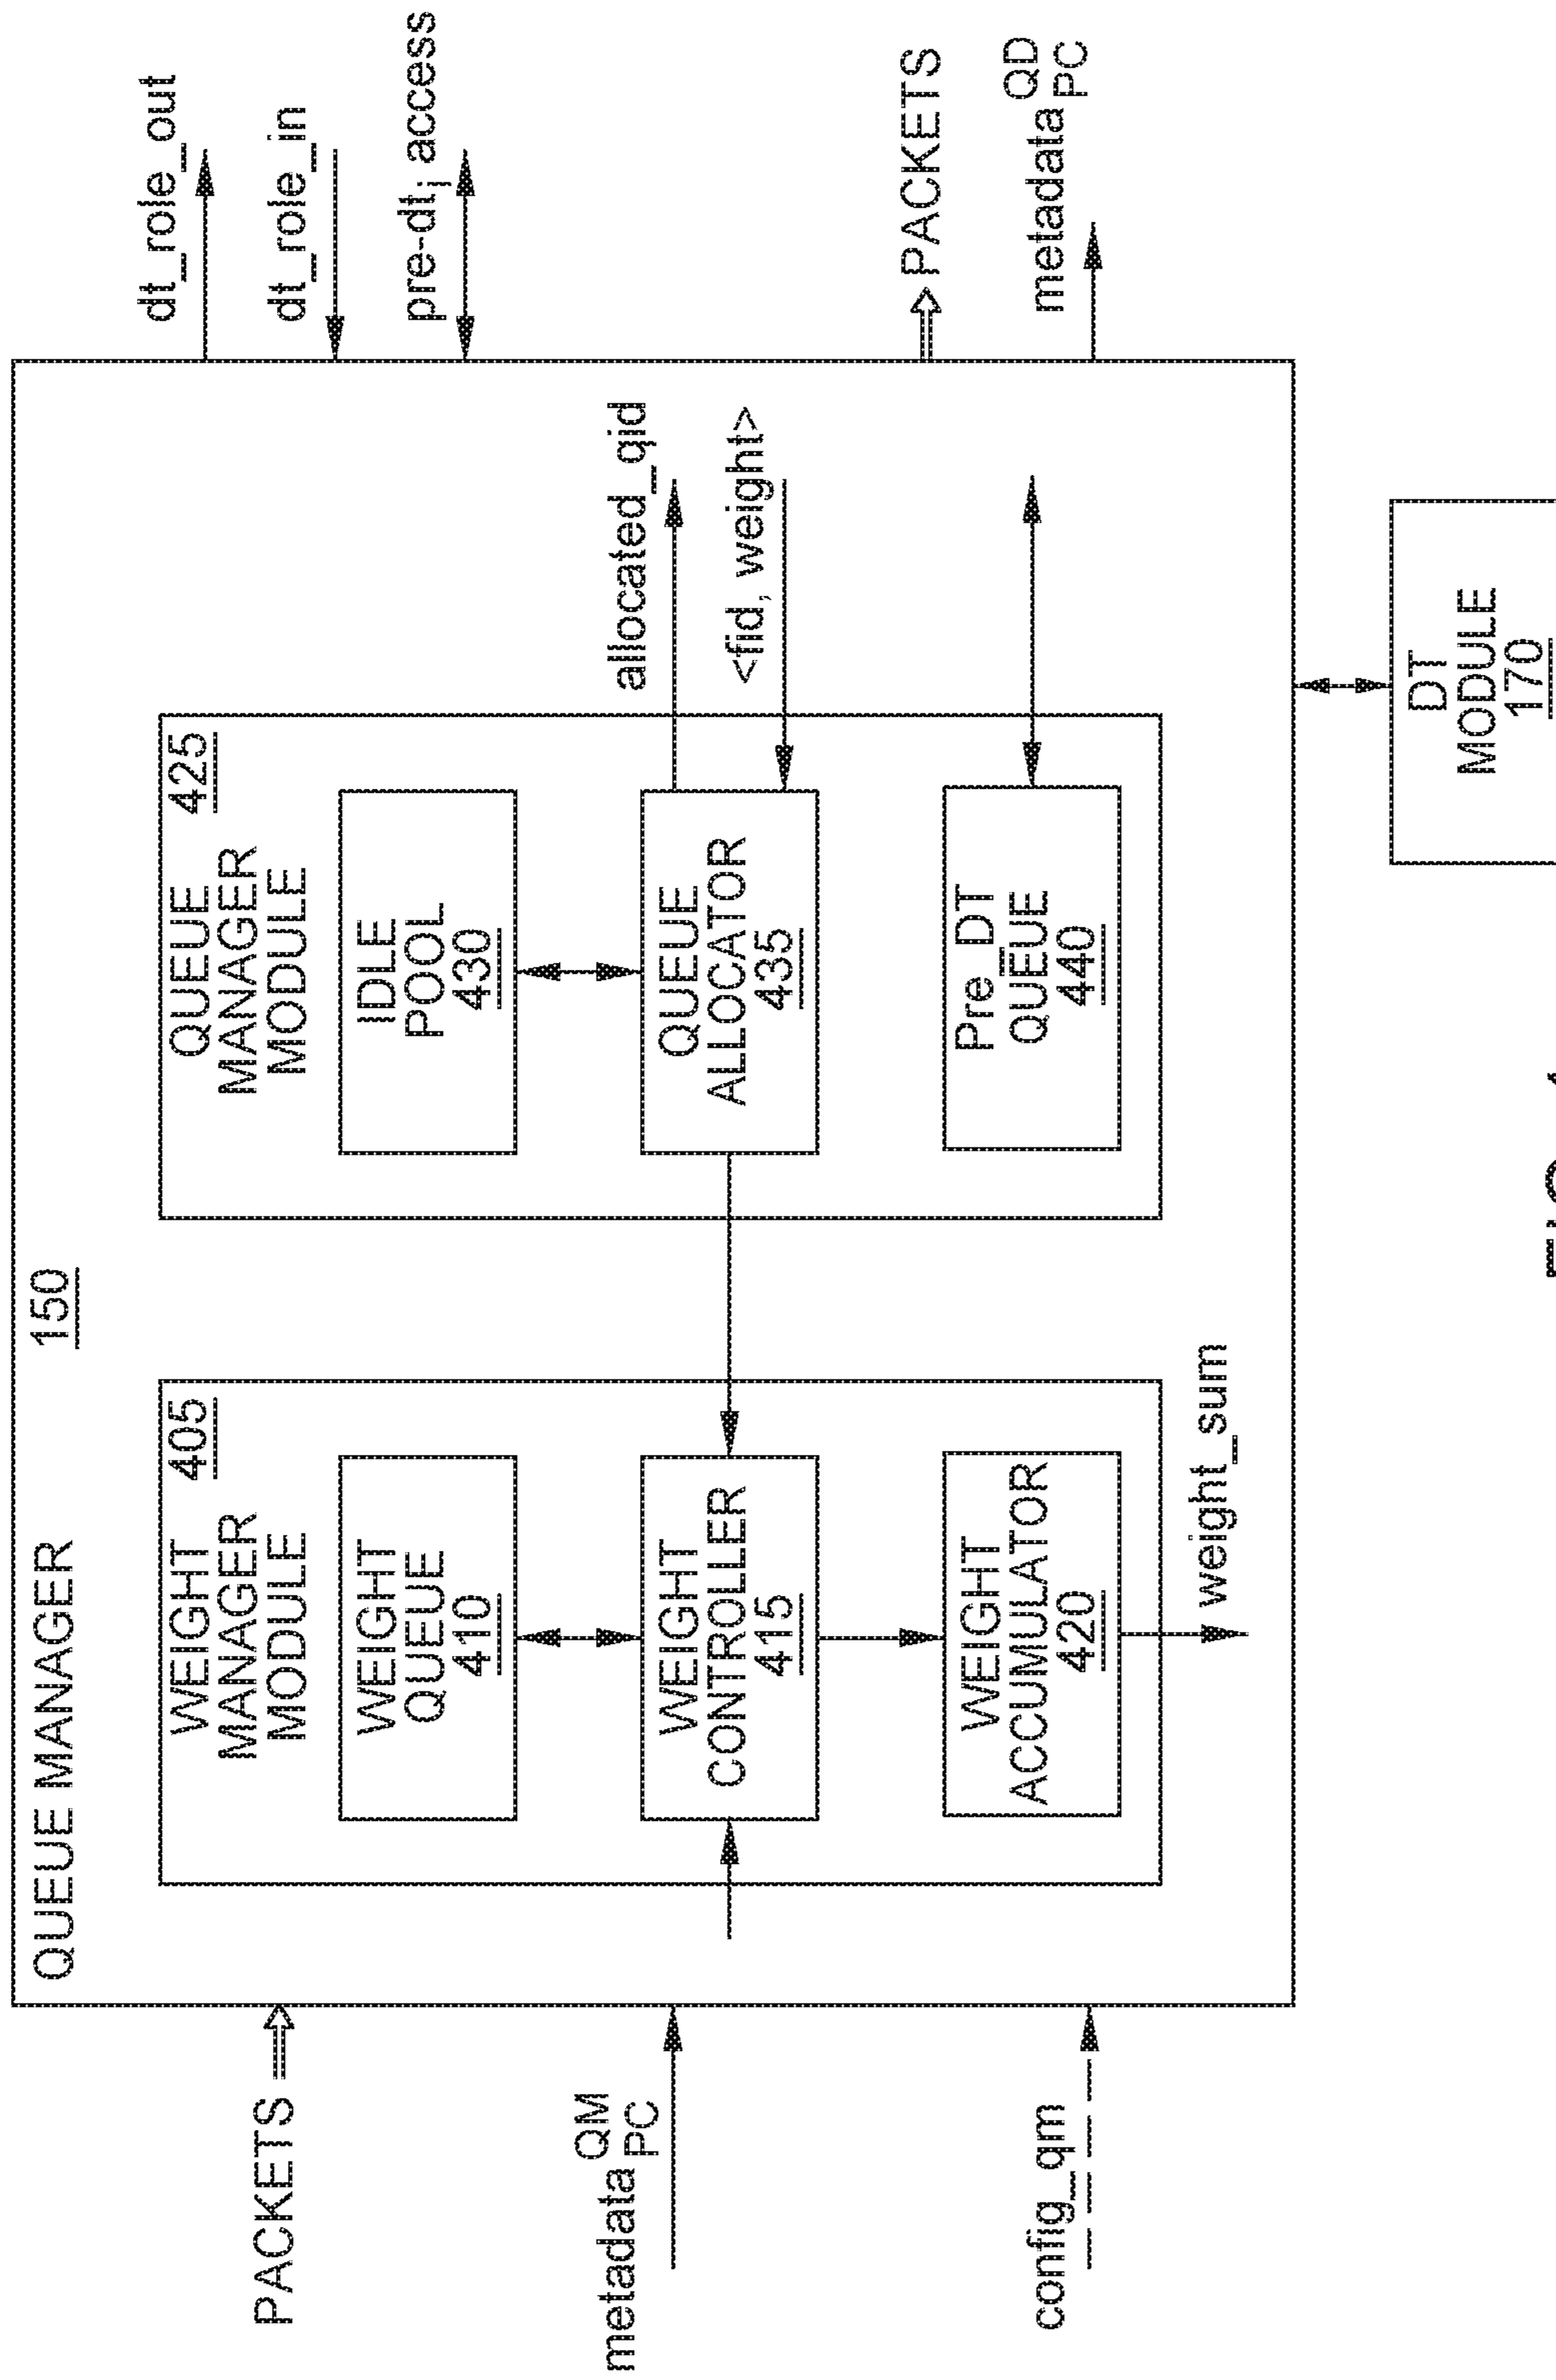 QUEUE MANAGER
150
PACKETS
metadata QM
PC
config_qm
WEIGHT
MANAGER
MODULE
405
WEIGHT
QUEUE
410
WEIGHT
CONTROLLER
415
WEIGHT
ACCUMULATOR
420
weight_sum
QUEUE
MANAGER
MODULE
425
IDLE
POOL
430
QUEUE
ALLOCATOR
435
Pre_DT
QUEUE
440
allocated_qid
<fid, weight>
dt_role_out
dt_role_in
pre-dt, access
PACKETS
metadata QD
PC
DT
MODULE
170